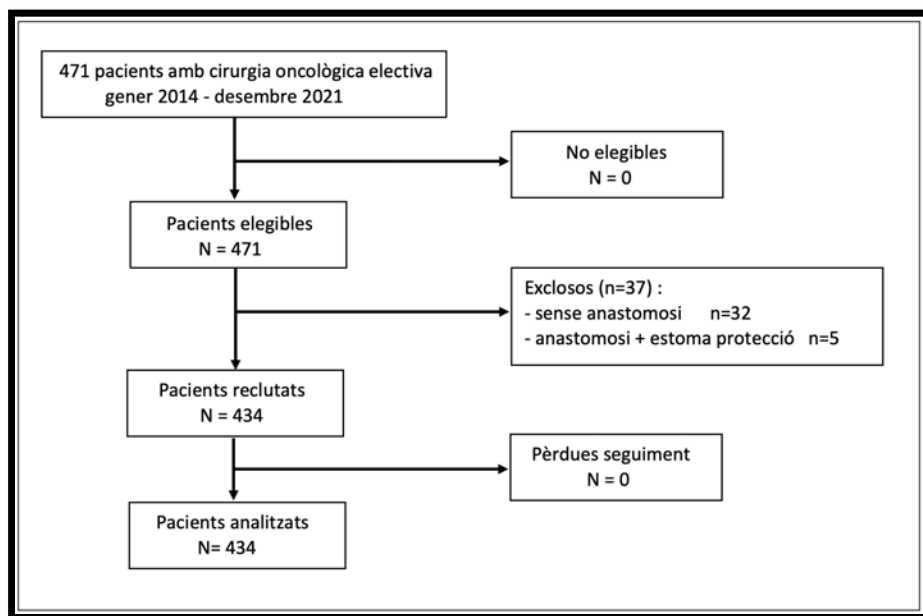 471 pacients amb cirurgia oncològica electiva
gener 2014 - desembre 2021
No elegibles
N = 0
Pacients elegibles
N = 471
Exclosos (n=37) :
- sense anastomosi n=32
- anastomosi + estoma protecció n=5
Pacients reclutats
N = 434
Pèrdues seguiment
N = 0
Pacients analitzats
N= 434